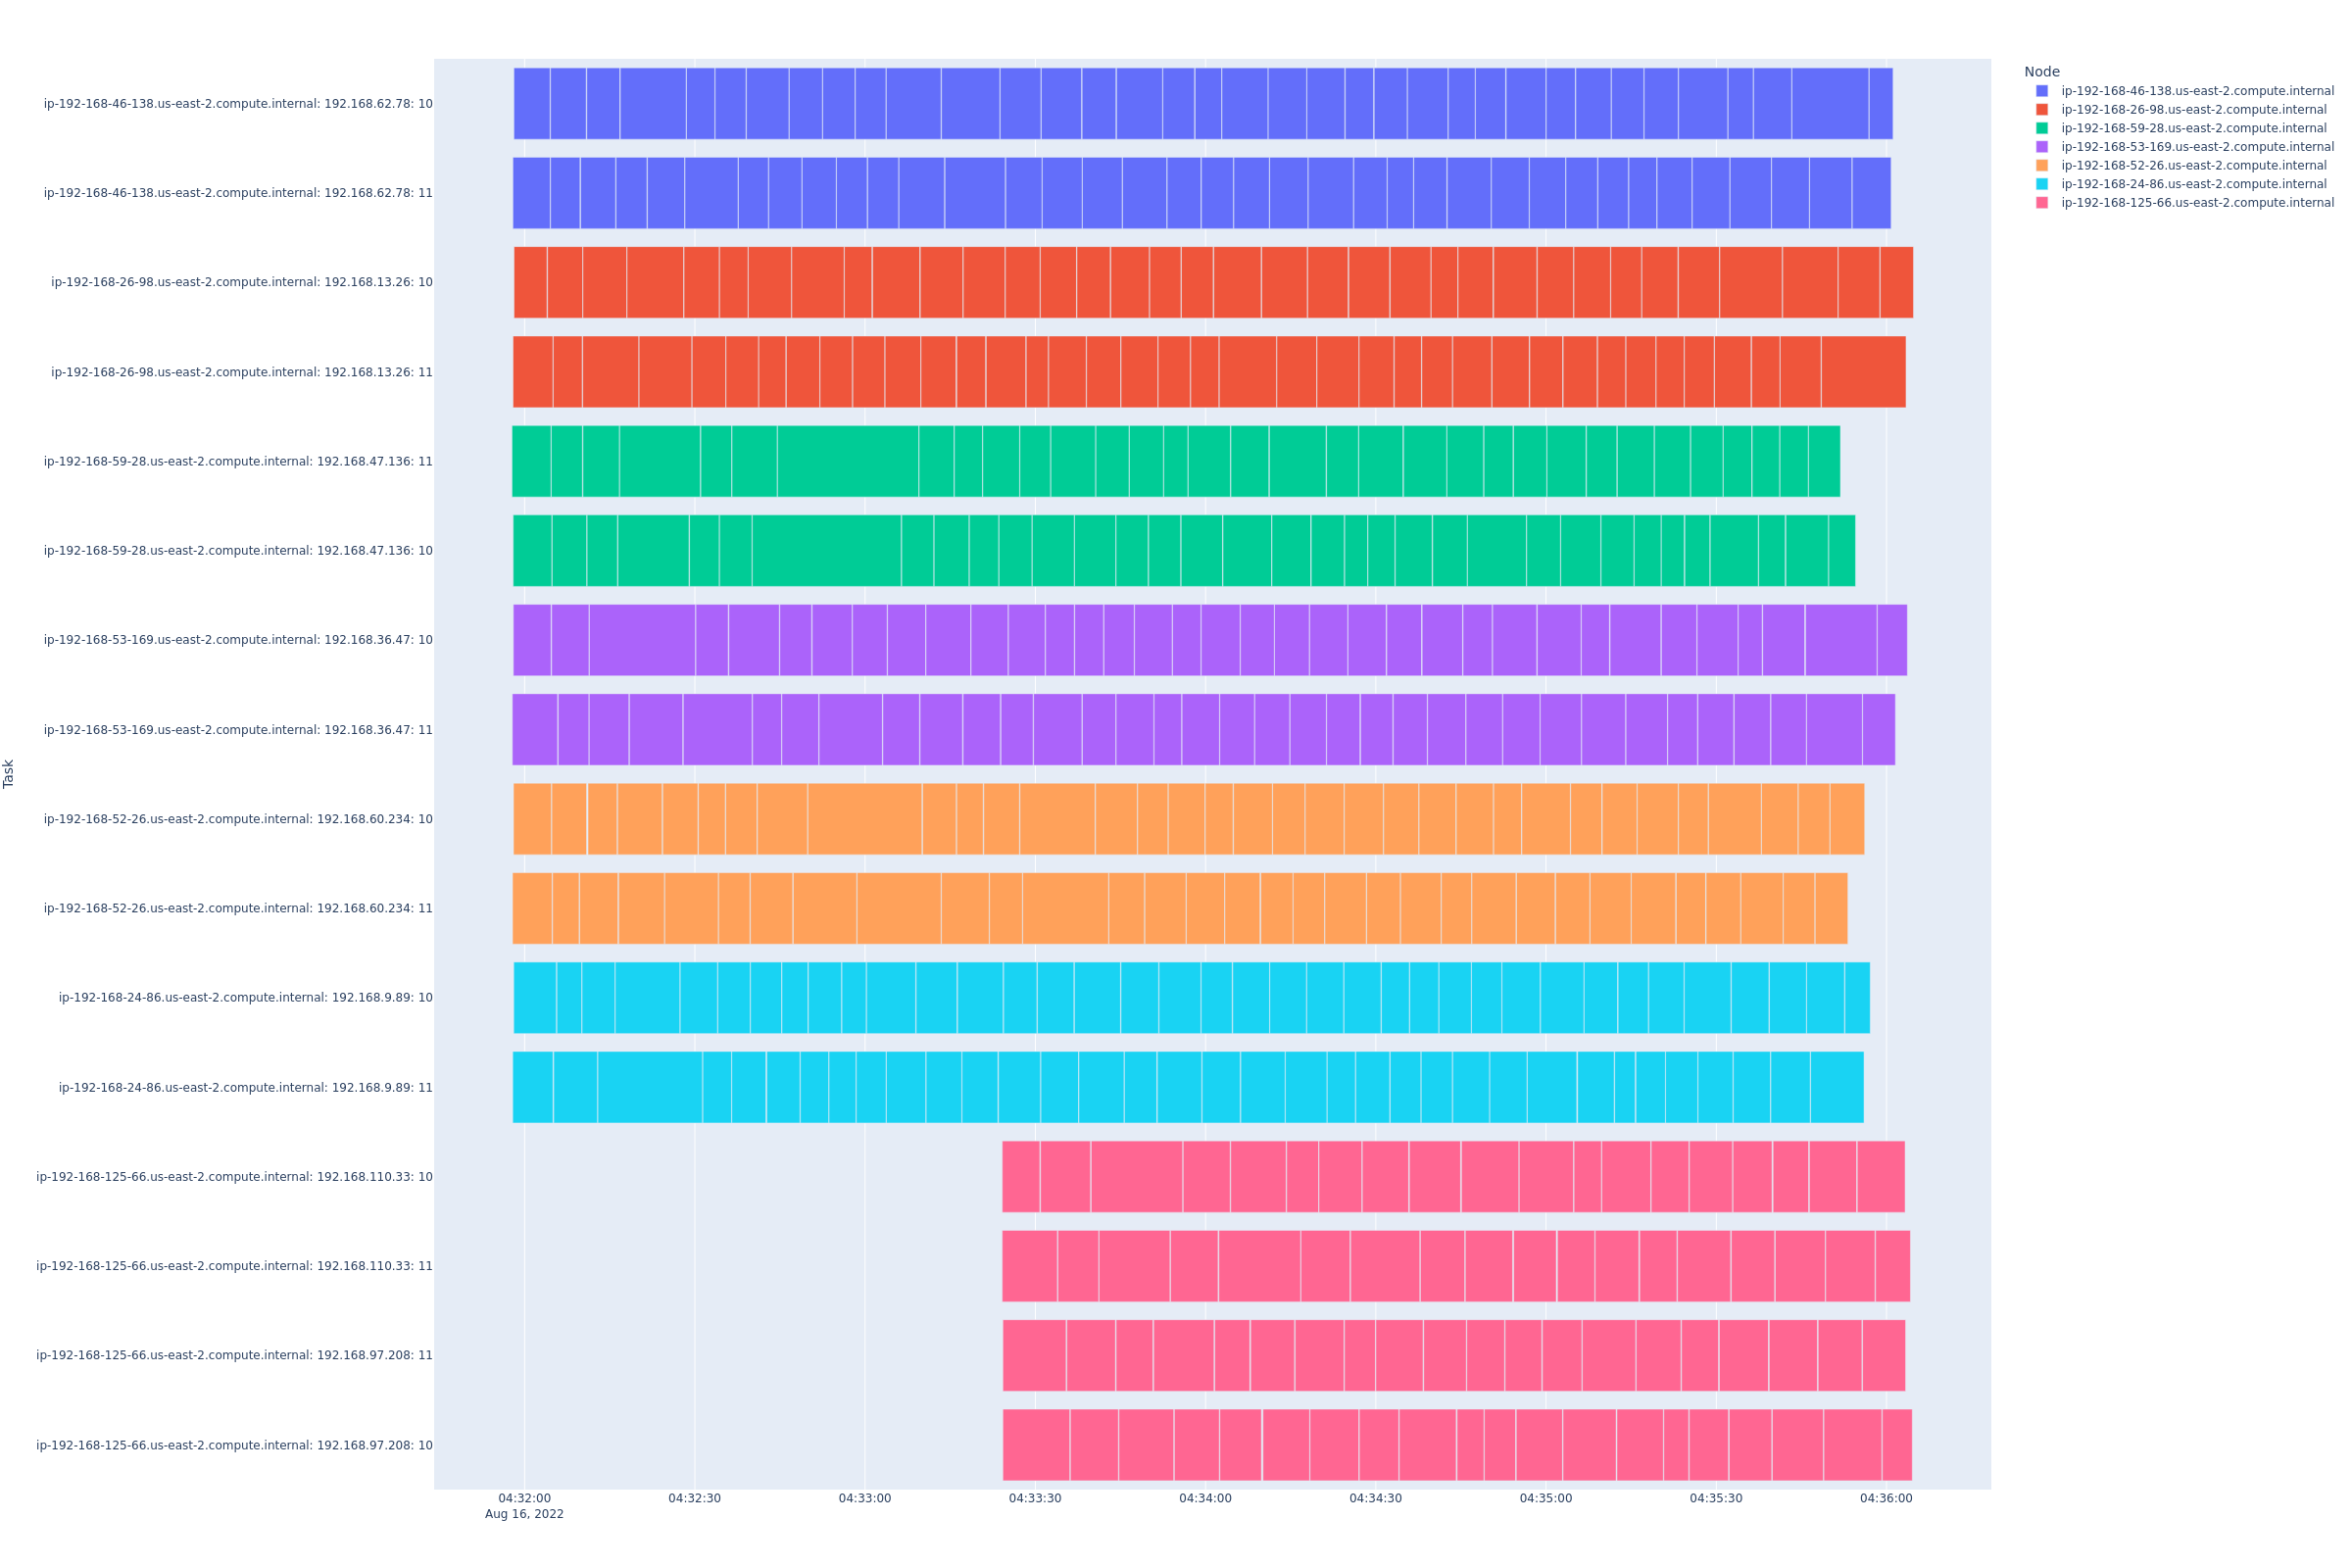 Node
ip-192-168-46-138.us-east-2.compute.internal
ip-192-168-26-98.us-east-2.compute.internal
ip-192-168-59-28.us-east-2.compute.internal
ip-192-168-53-169.us-east-2.compute.internal
ip-192-168-52-26.us-east-2.compute.internal
ip-192-168-24-86.us-east-2.compute.internal
ip-192-168-125-66.us-east-2.compute.internal
ip-192-168-46-138.us-east-2.compute.internal: 192.168.62.78: 10
ip-192-168-46-138.us-east-2.compute.internal: 192.168.62.78: 11
ip-192-168-26-98.us-east-2.compute.internal: 192.168.13.26: 10
ip-192-168-26-98.us-east-2.compute.internal: 192.168.13.26: 11
ip-192-168-59-28.us-east-2.compute.internal: 192.168.47.136: 11
ip-192-168-59-28.us-east-2.compute.internal: 192.168.47.136: 10
ip-192-168-53-169.us-east-2.compute.internal: 192.168.36.47: 10
ip-192-168-53-169.us-east-2.compute.internal: 192.168.36.47: 11
ip-192-168-52-26.us-east-2.compute.internal: 192.168.60.234: 10
ip-192-168-52-26.us-east-2.compute.internal: 192.168.60.234: 11
ip-192-168-24-86.us-east-2.compute.internal: 192.168.9.89: 10
ip-192-168-24-86.us-east-2.compute.internal: 192.168.9.89: 11
ip-192-168-125-66.us-east-2.compute.internal: 192.168.110.33: 10
ip-192-168-125-66.us-east-2.compute.internal: 192.168.110.33: 11
ip-192-168-125-66.us-east-2.compute.internal: 192.168.97.208: 11
ip-192-168-125-66.us-east-2.compute.internal: 192.168.97.208: 10
Task
04:32:00 04:32:30 04:33:00 04:33:30 04:34:00 04:34:30 04:35:00 04:35:30 04:36:00
Aug 16, 2022